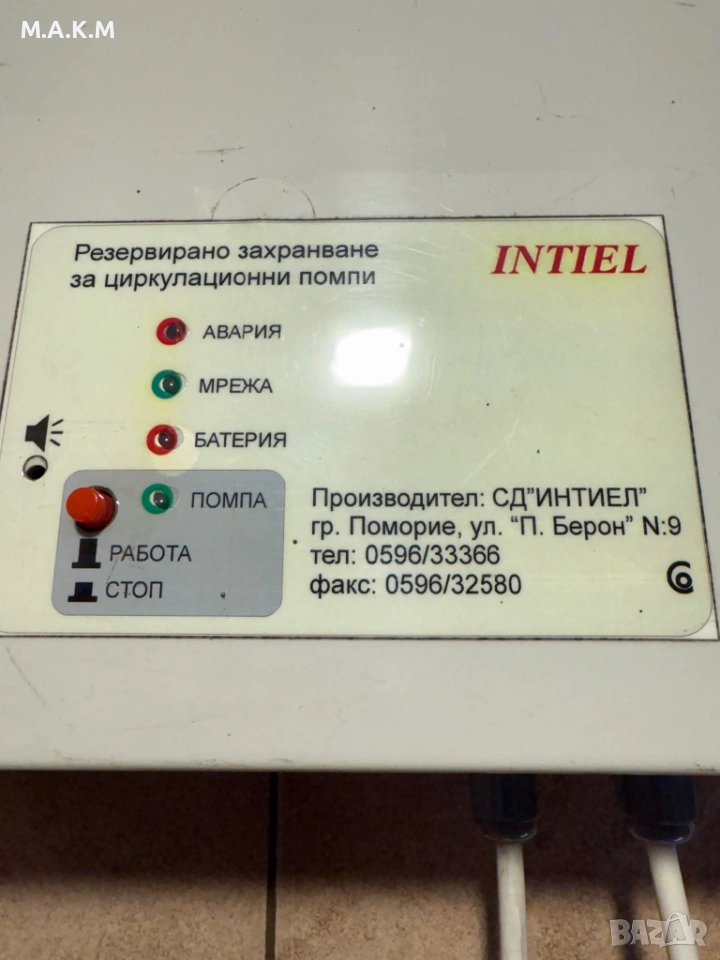 M.A.K.M
Резервирано захранване
за циркулационни помпи
INTIEL
АВАРИЯ
МРЕЖА
БАТЕРИЯ
ПОМПА
РАБОТА
СТОП
Производител: СД"ИНТИЕЛ"
гр. Поморие, ул. "П. Берон" N:9
тел: 0596/33366
факс: 0596/32580
BAZAR